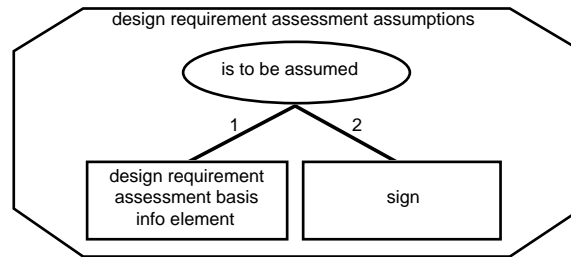 design requirement assessment assumptions
is to be assumed
1 2
design requirement
assessment basis
info element
sign